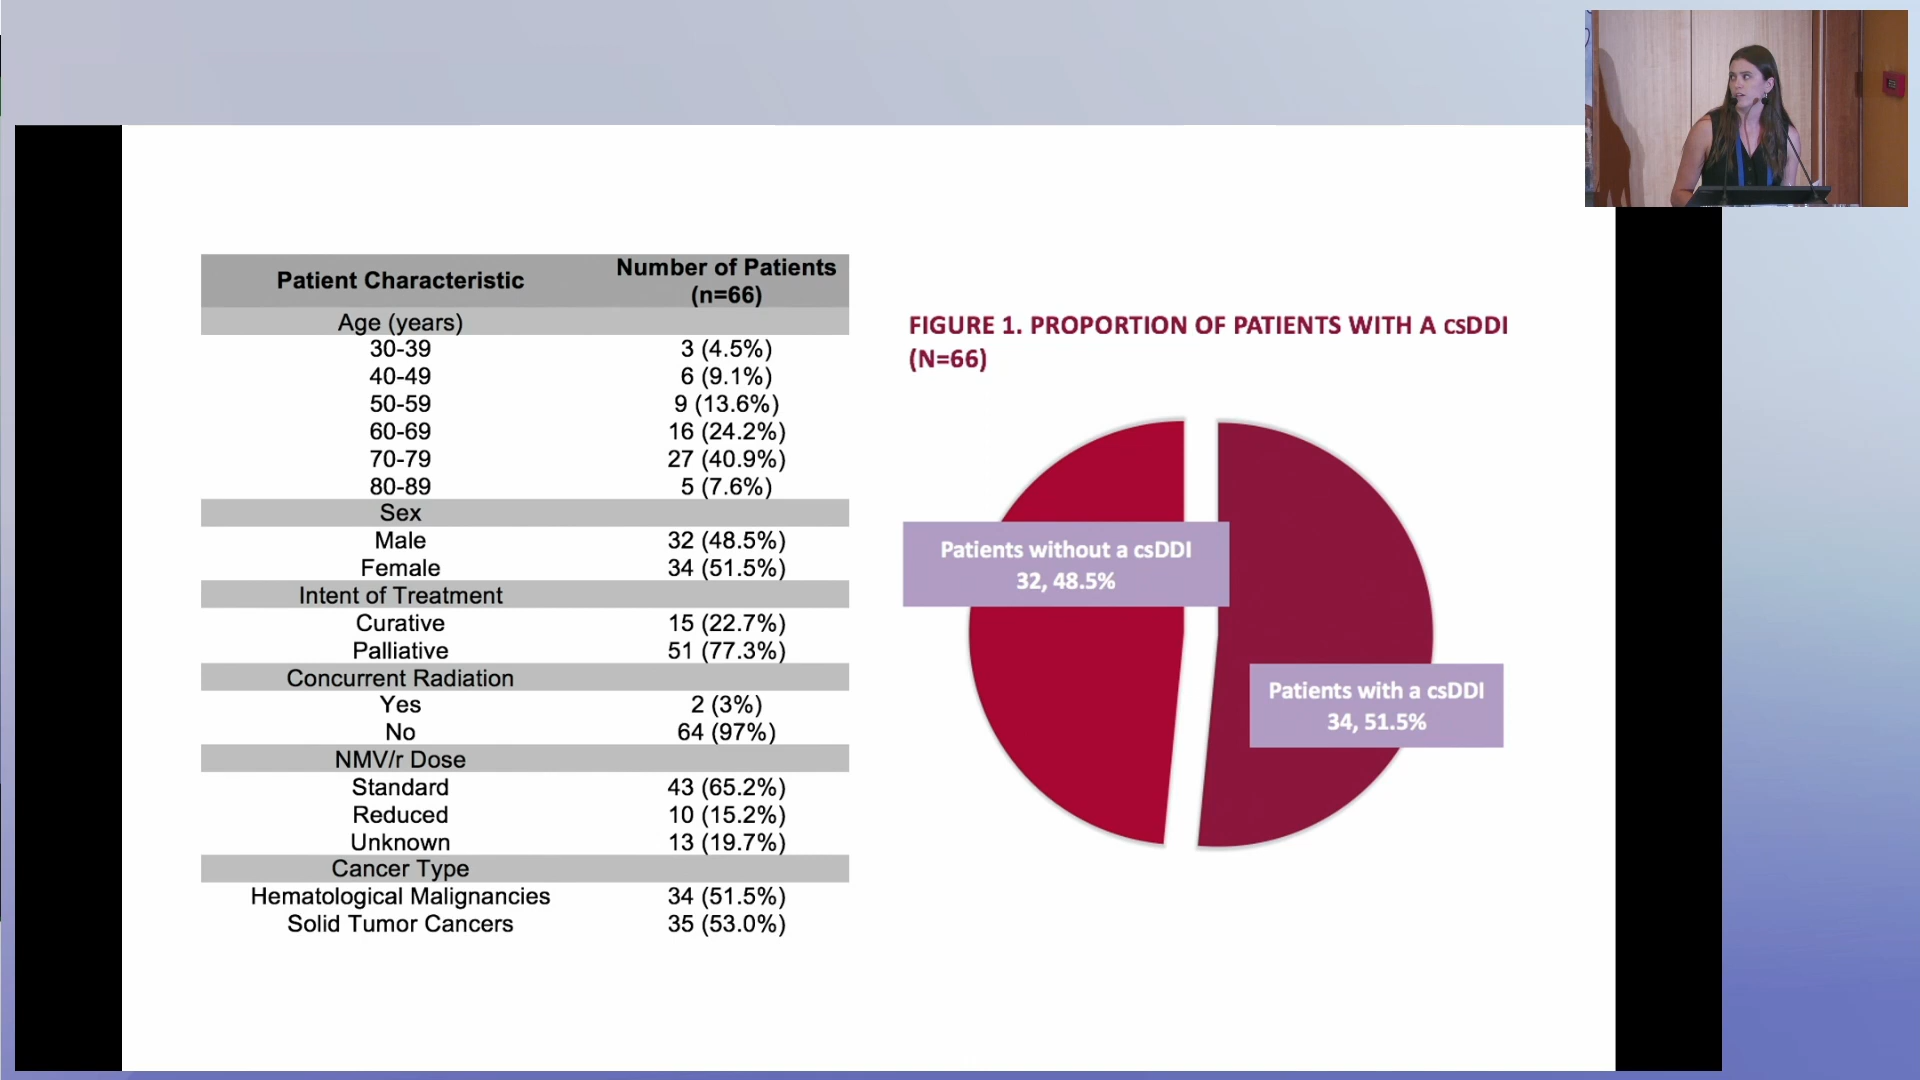 Patient Characteristic
Number of Patients
(n=66)
Age (years)
30-39 3 (4.5%)
40-49 6 (9.1%)
50-59 9 (13.6%)
60-69 16 (24.2%)
70-79 27 (40.9%)
80-89 5 (7.6%)
Sex
Male 32 (48.5%)
Female 34 (51.5%)
Intent of Treatment
Curative 15 (22.7%)
Palliative 51 (77.3%)
Concurrent Radiation
Yes 2 (3%)
No 64 (97%)
NMV/r Dose
Standard 43 (65.2%)
Reduced 10 (15.2%)
Unknown 13 (19.7%)
Cancer Type
Hematological Malignancies 34 (51.5%)
Solid Tumor Cancers 35 (53.0%)
FIGURE 1. PROPORTION OF PATIENTS WITH A csDDI
(N=66)
Patients without a csDDI
32, 48.5%
Patients with a csDDI
34, 51.5%